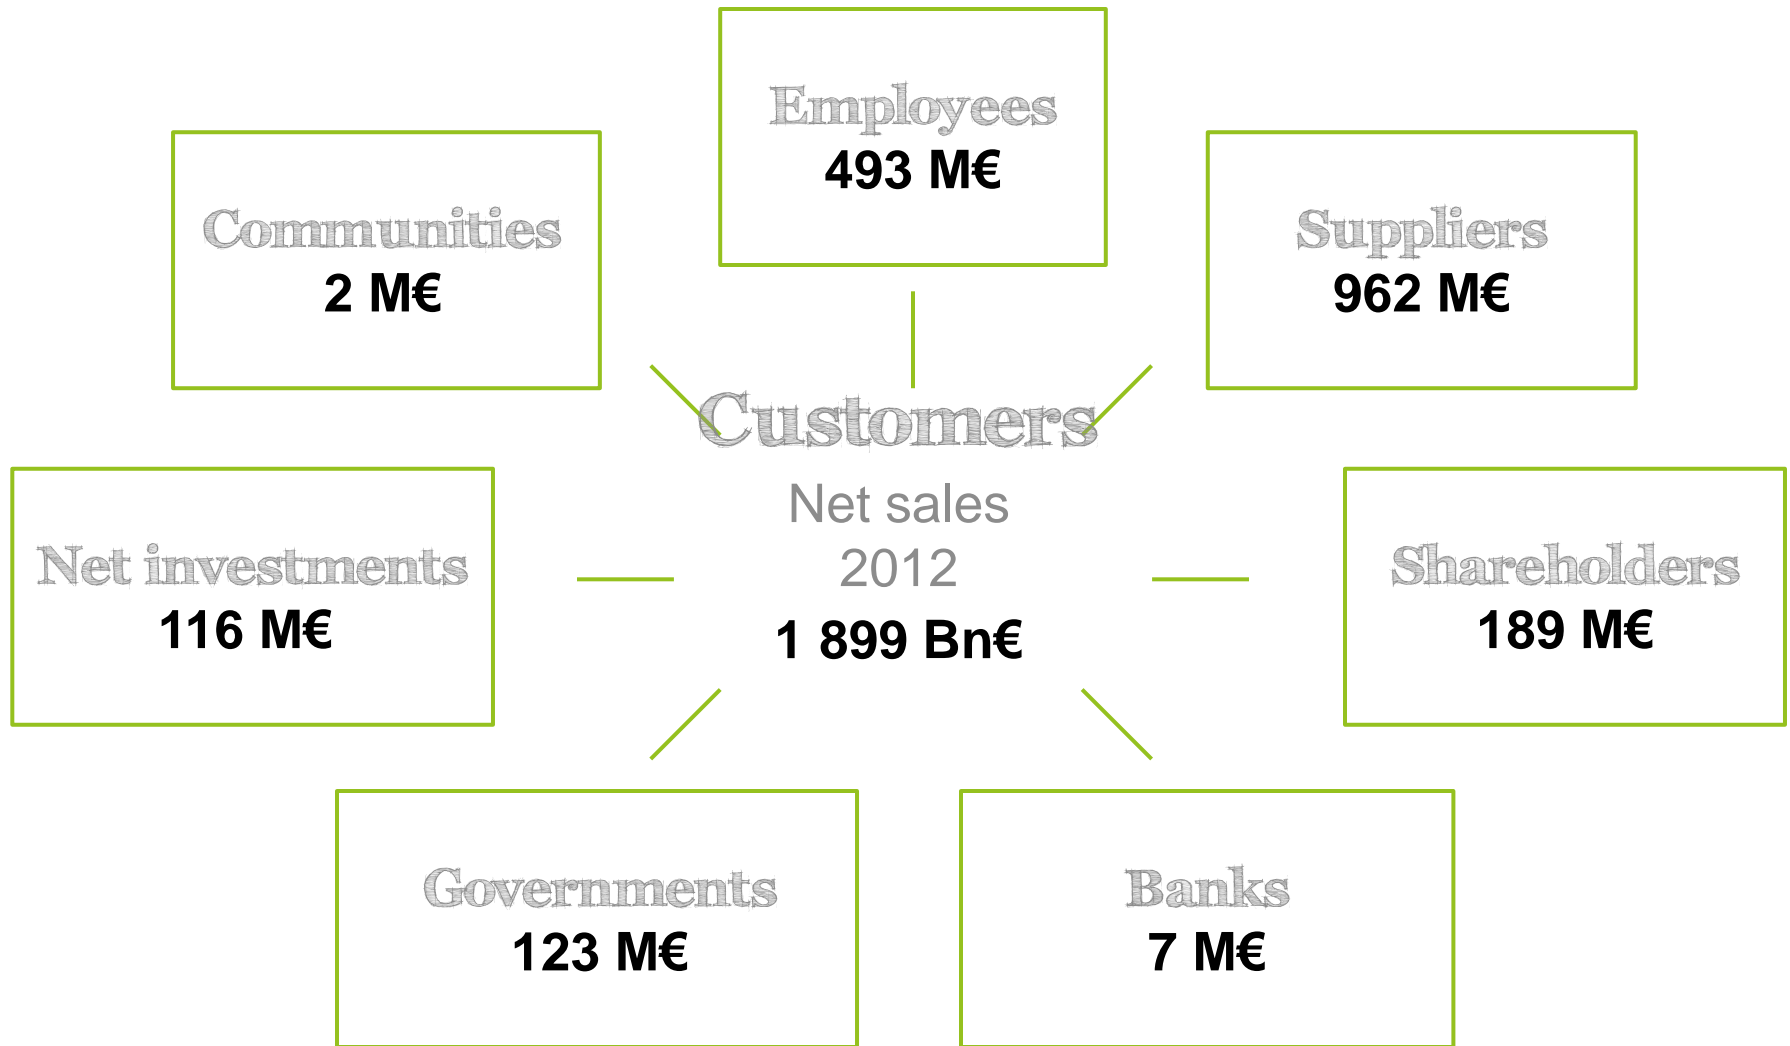 Employees
493 M€
Communities
2 M€
Suppliers
962 M€
Customers
Net sales
2012
1 899 Bn€
Net investments
116 M€
Shareholders
189 M€
Governments
123 M€
Banks
7 M€